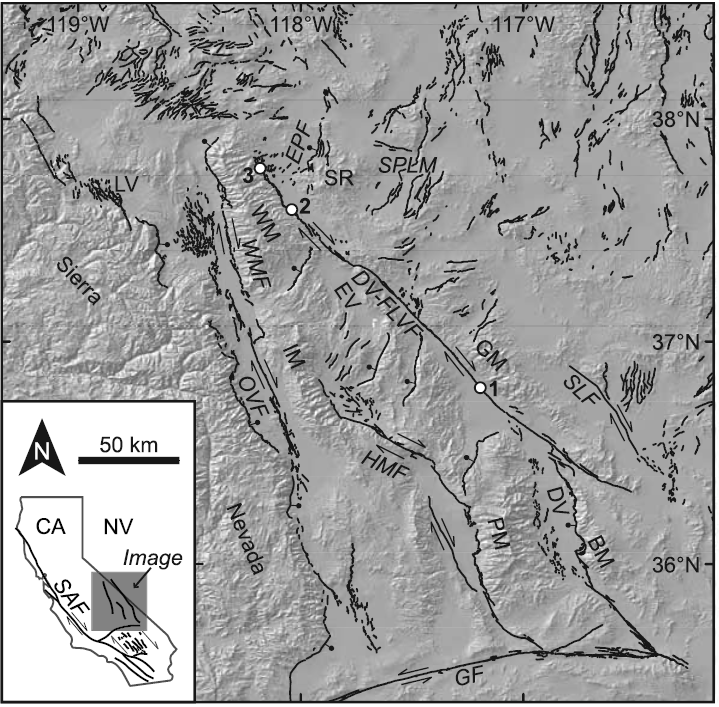 119°W
118°W
117°W
38°N
EPF
3
SR
SPLM
LV
2
WM
WMF
Sierra
DV-FLVF
EV
37°N
IM
GM
1
SLF
OVF
HMF
N
50 km
Nevada
PM
DV
BM
36°N
CA
NV
Image
SAF
GF